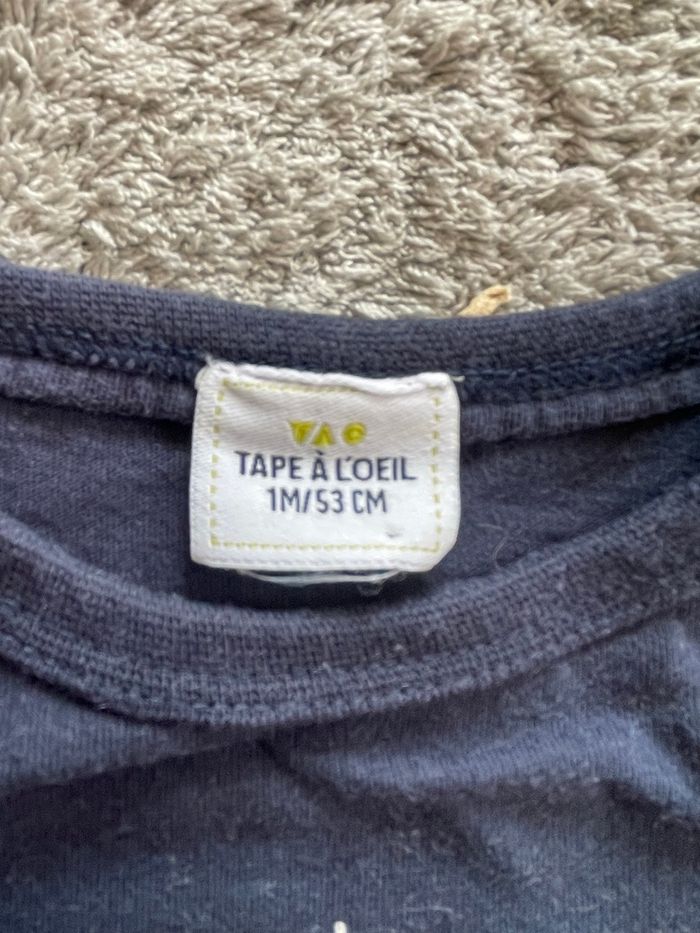 TAO
TAPE À L'OEIL
1M/53 CM